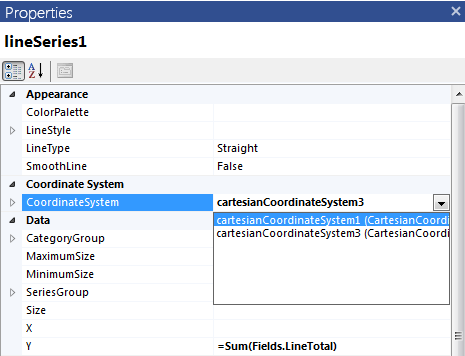 Properties
lineSeries1
A
Z
Appearance
ColorPalette
LineStyle
LineType Straight
SmoothLine False
Coordinate System
CoordinateSystem cartesianCoordinateSystem3
Data cartesianCoordinateSystem1 (CartesianCoordi
CategoryGroup cartesianCoordinateSystem3 (CartesianCoordi
MaximumSize
MinimumSize
SeriesGroup
Size
X
Y =Sum(Fields.LineTotal)